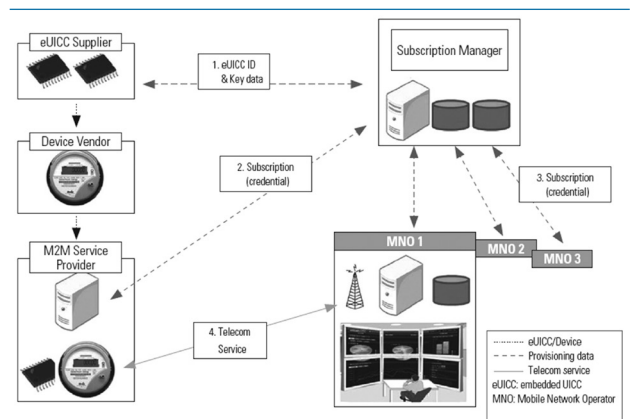 eUICC Supplier
1. eUICC ID
& Key data
Subscription Manager
Device Vendor
2. Subscription
(credential)
3. Subscription
(credential)
M2M Service
Provider
MNO 1
MNO 2
MNO 3
4. Telecom
Service
eUICC/Device
Provisioning data
Telecom service
eUICC: embedded UICC
MNO: Mobile Network Operator